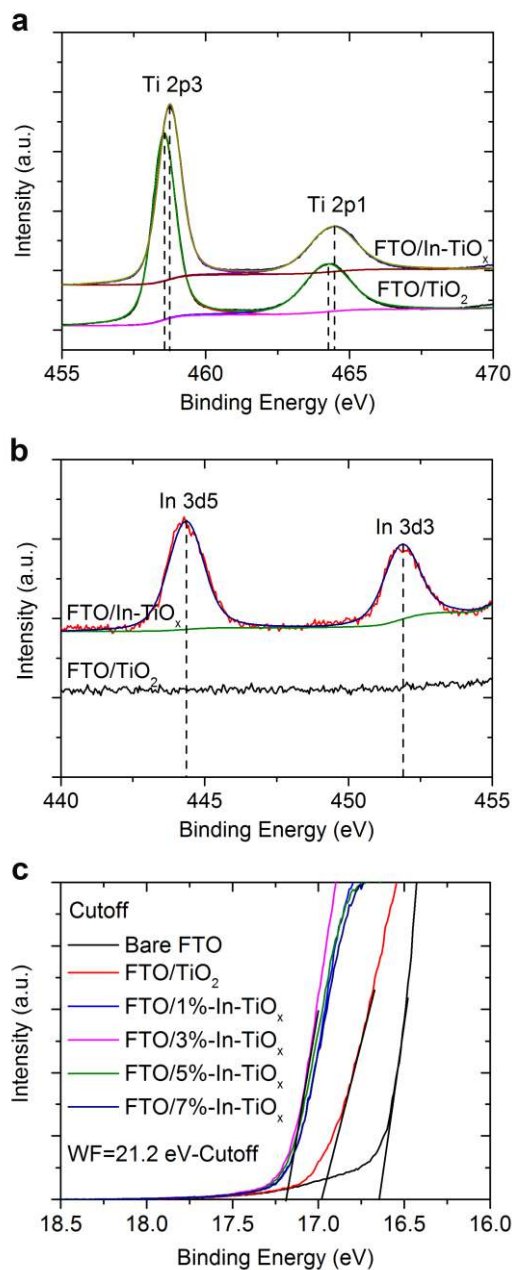 a
Ti 2p3
Ti 2p1
FTO/In-TiOₓ
FTO/TiO₂
Intensity (a.u.)
455 460 465 470
Binding Energy (eV)
b
In 3d5
In 3d3
FTO/In-TiOₓ
FTO/TiO₂
Intensity (a.u.)
440 445 450 455
Binding Energy (eV)
c
Cutoff
Bare FTO
FTO/TiO₂
FTO/1%-In-TiOₓ
FTO/3%-In-TiOₓ
FTO/5%-In-TiOₓ
FTO/7%-In-TiOₓ
WF=21.2 eV-Cutoff
Intensity (a.u.)
18.5 18.0 17.5 17.0 16.5 16.0
Binding Energy (eV)